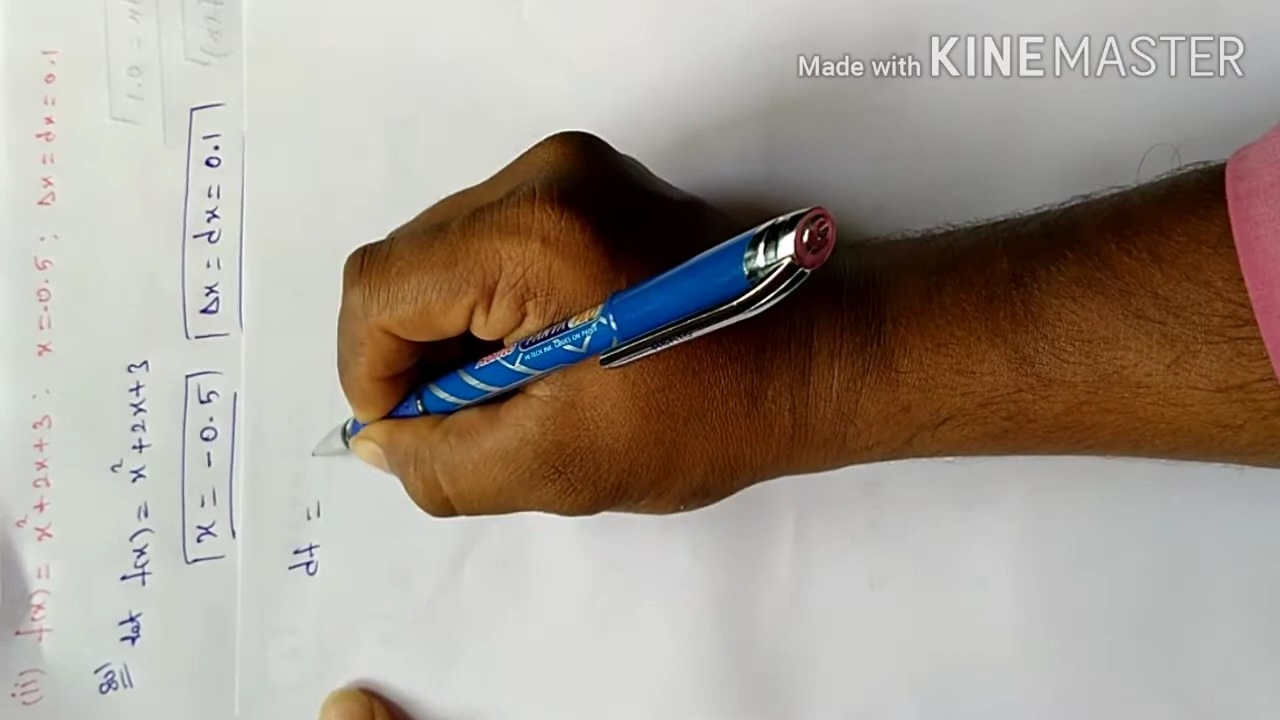 (ii) f(x) = x² + 2x + 3 : x = -0.5 ; Δx = dx = 0.1
Sol
Let f(x) = x² + 2x + 3
x = -0.5 Δx = dx = 0.1
df =
Made with KINEMASTER